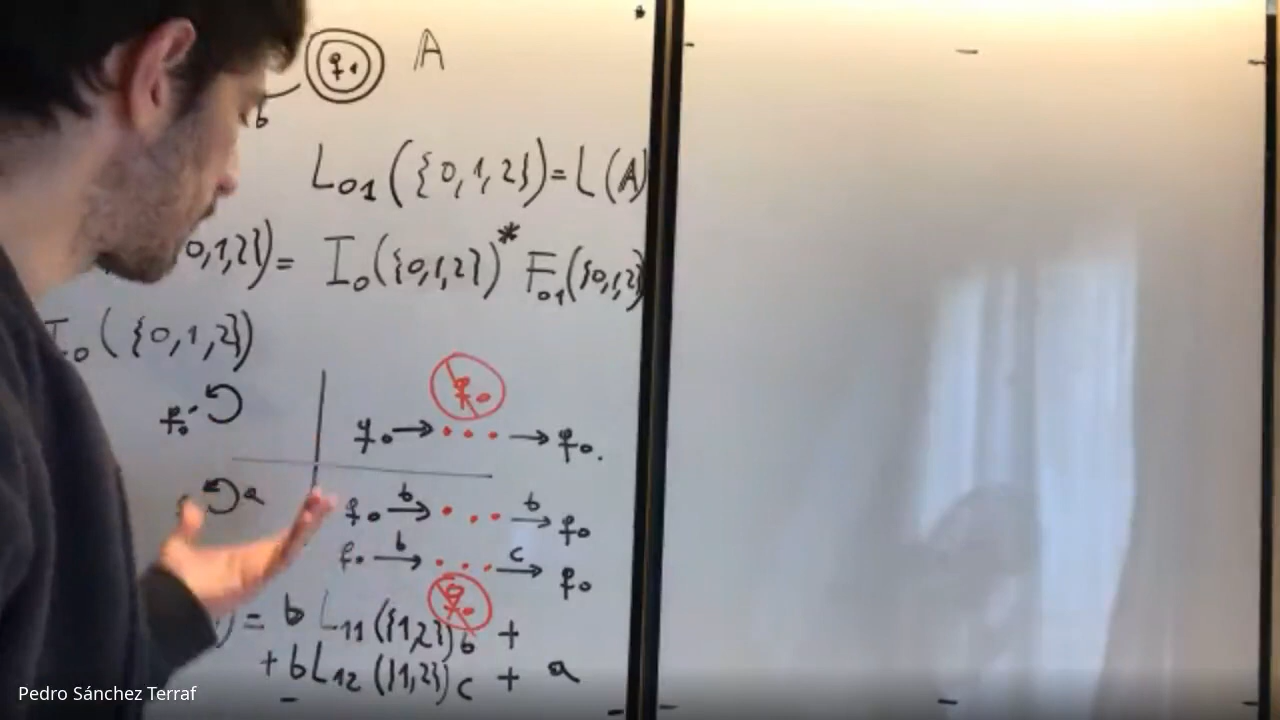 q₁ 𝔸
b
L₀₁({0,1,2})=L(𝔸)
0,1,2})= I₀({0,1,2})* F₀₁({0,1,2})
I₀({0,1,2})
q₀
q₀ q₀ → ... → q₀.
a q₀ b→ ... b→ q₀
q₀ b→ ... c→ q₀
q₀
)= b L₁₁({1,2})b +
+ b L₁₂({1,2})c + a
Pedro Sánchez Terraf